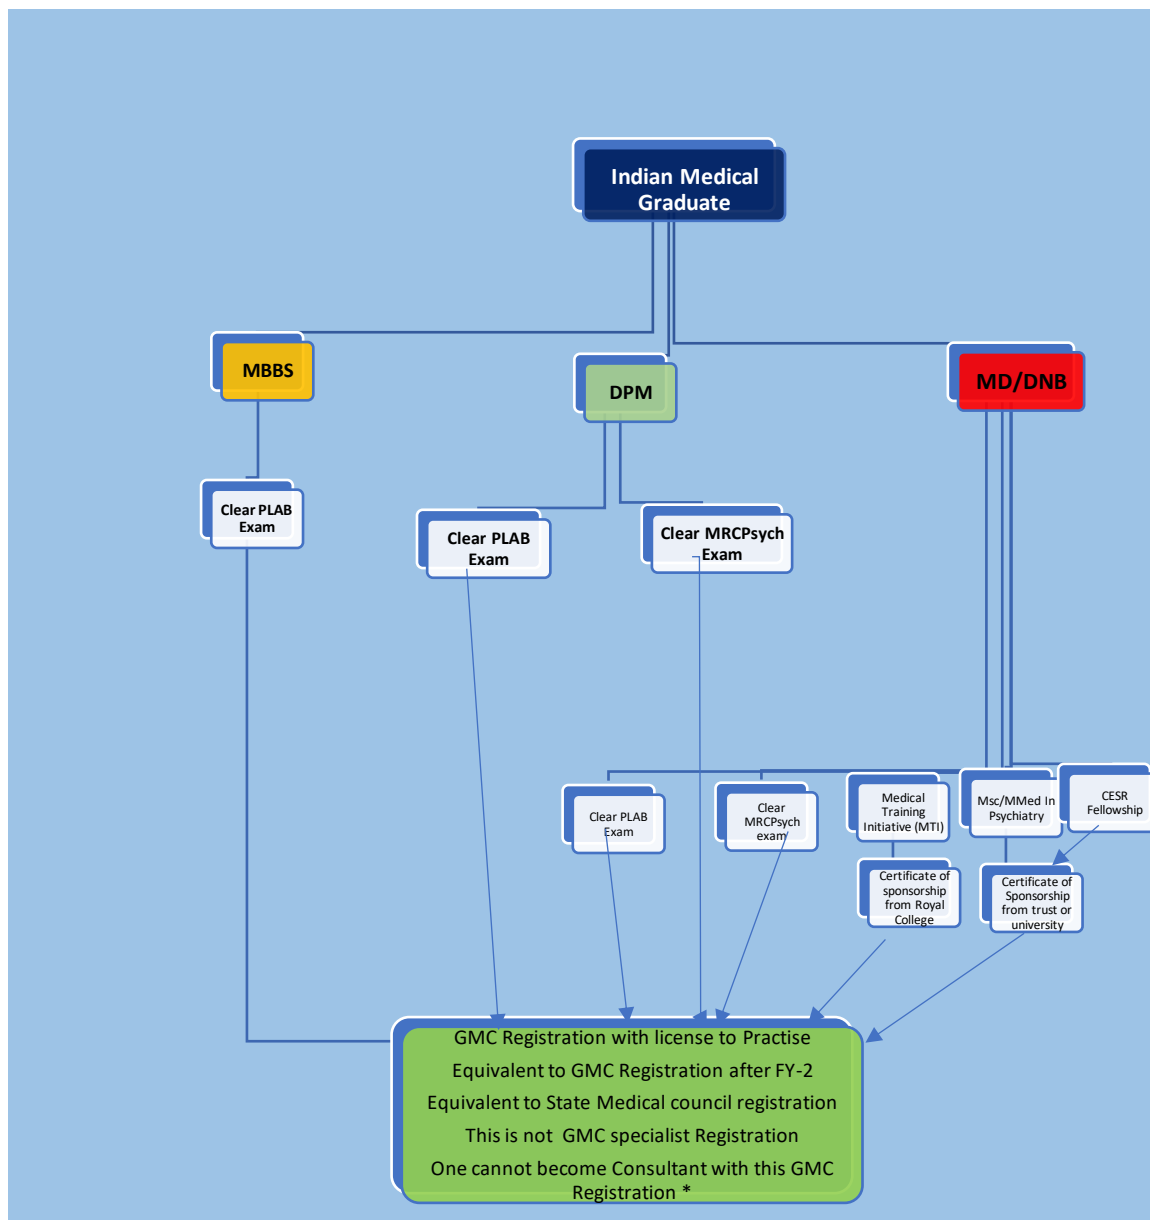 Indian Medical
Graduate
MBBS
DPM
MD/DNB
Clear PLAB
Exam
Clear PLAB
Exam
Clear MRCPsych
Exam
Clear PLAB
Exam
Clear
MRCPsych
exam
Medical
Training
Initiative (MTI)
Msc/MMed In
Psychiatry
CESR
Fellowship
Certificate of
sponsorship
from Royal
College
Certificate of
Sponsorship
from trust or
university
GMC Registration with license to Practise
Equivalent to GMC Registration after FY-2
Equivalent to State Medical council registration
This is not GMC specialist Registration
One cannot become Consultant with this GMC
Registration *